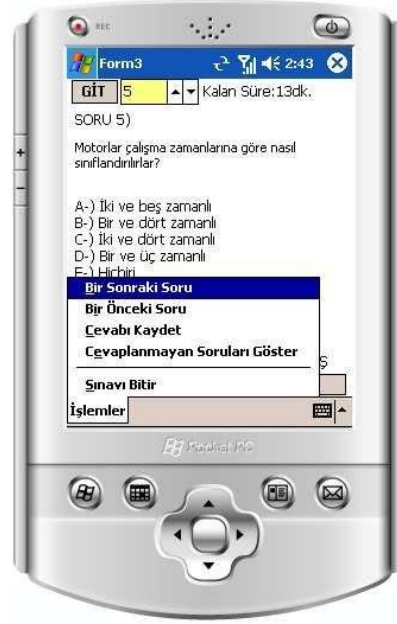 REC
Form3 2:43
GİT 5 Kalan Süre:13dk.
SORU 5)
Motorlar çalışma zamanlarına göre nasıl
sınıflandırılırlar?
A-) İki ve beş zamanlı
B-) Bir ve dört zamanlı
C-) İki ve dört zamanlı
D-) Bir ve üç zamanlı
E-) Hiçbiri
Bir Sonraki Soru
Bir Önceki Soru
Cevabı Kaydet
Cevaplanmayan Soruları Göster
Ş
Sınavı Bitir
İşlemler
Pocket PC